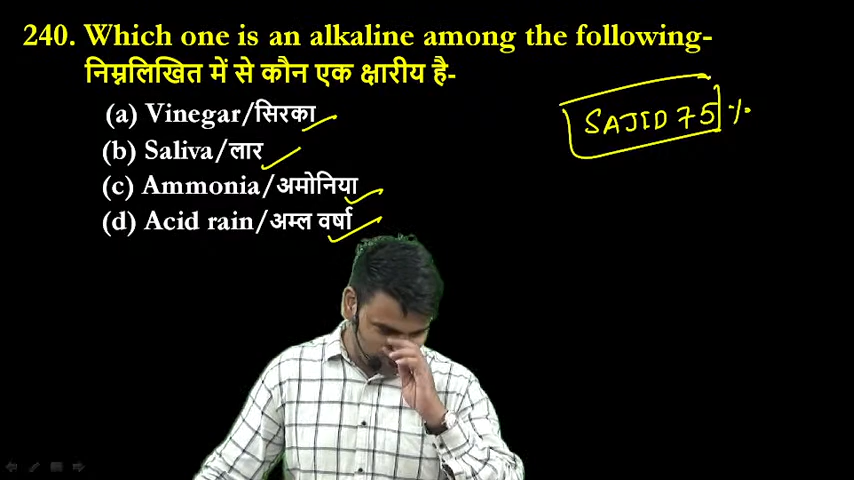 240. Which one is an alkaline among the following-
निम्नलिखित में से कौन एक क्षारीय है-
(a) Vinegar/सिरका
(b) Saliva/लार
(c) Ammonia/अमोनिया
(d) Acid rain/अम्ल वर्षा
SAJID 75 %